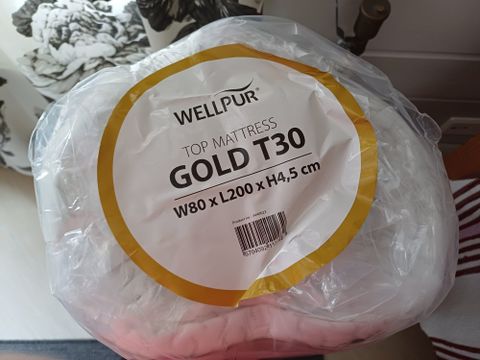 WELLPUR®
TOP MATTRESS
GOLD T30
W80 x L200 x H4,5 cm